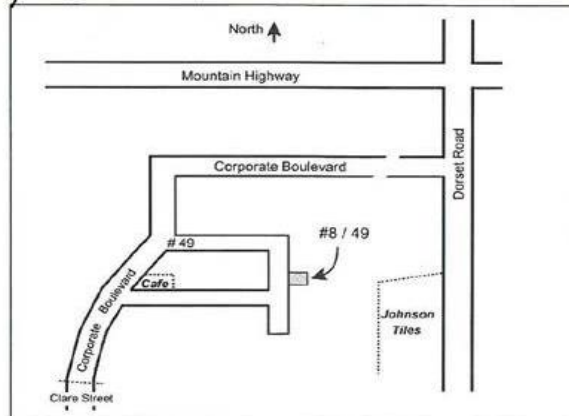 North
Mountain Highway
Corporate Boulevard
Dorset Road
# 49
#8 / 49
Cafe
Corporate Boulevard
Johnson
Tiles
Clare Street